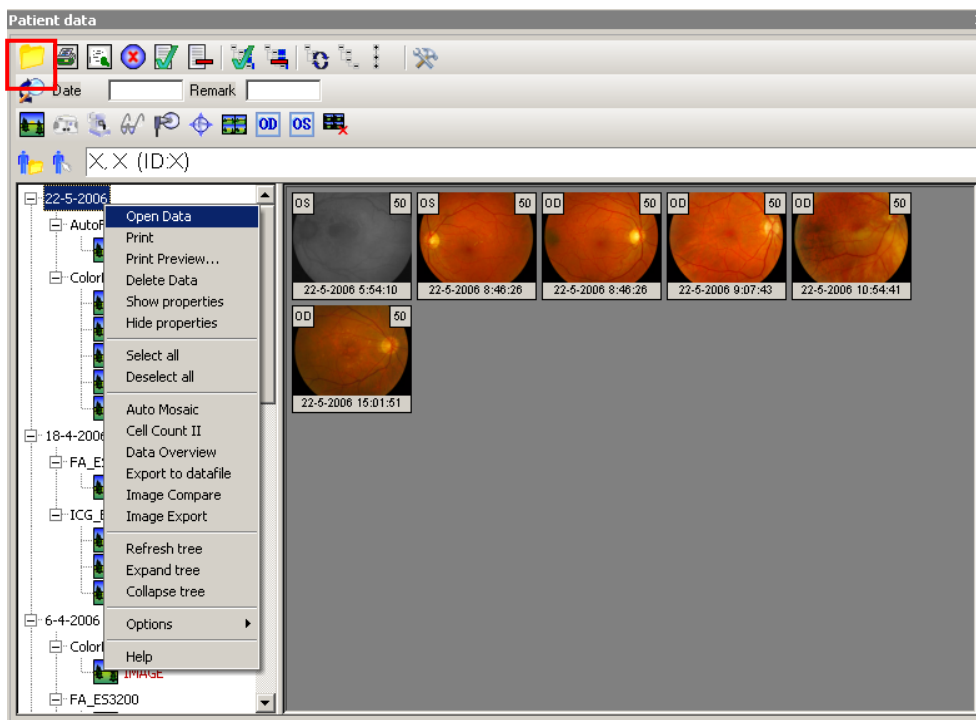 Patient data
Date
Remark
OD
OS
X, X (ID:X)
22-5-2006
Open Data
Print
Print Preview...
Delete Data
Show properties
Hide properties
Select all
Deselect all
Auto Mosaic
Cell Count II
Data Overview
Export to datafile
Image Compare
Image Export
Refresh tree
Expand tree
Collapse tree
Options
Help
18-4-2006
6-4-2006
IMAGE
FA_ES3200
OS 50
22-5-2006 5:54:10
OS 50
22-5-2006 8:46:26
OD 50
22-5-2006 8:46:26
OD 50
22-5-2006 9:07:43
OD 50
22-5-2006 10:54:41
OD 50
22-5-2006 15:01:51